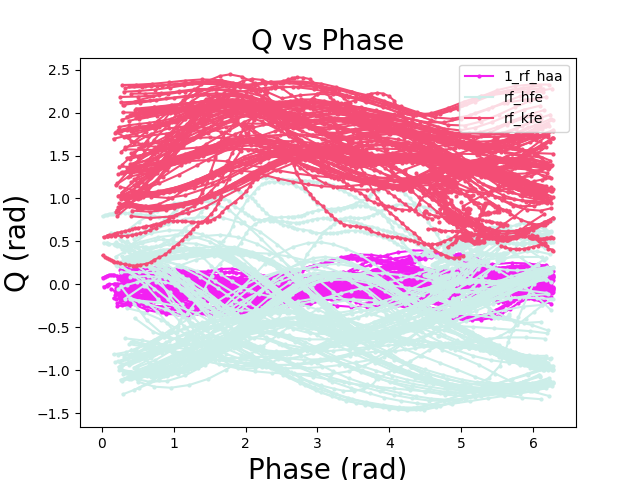 Q vs Phase
1_rf_haa
rf_hfe
rf_kfe
Q (rad)
2.5
2.0
1.5
1.0
0.5
0.0
−0.5
−1.0
−1.5
0 1 2 3 4 5 6
Phase (rad)